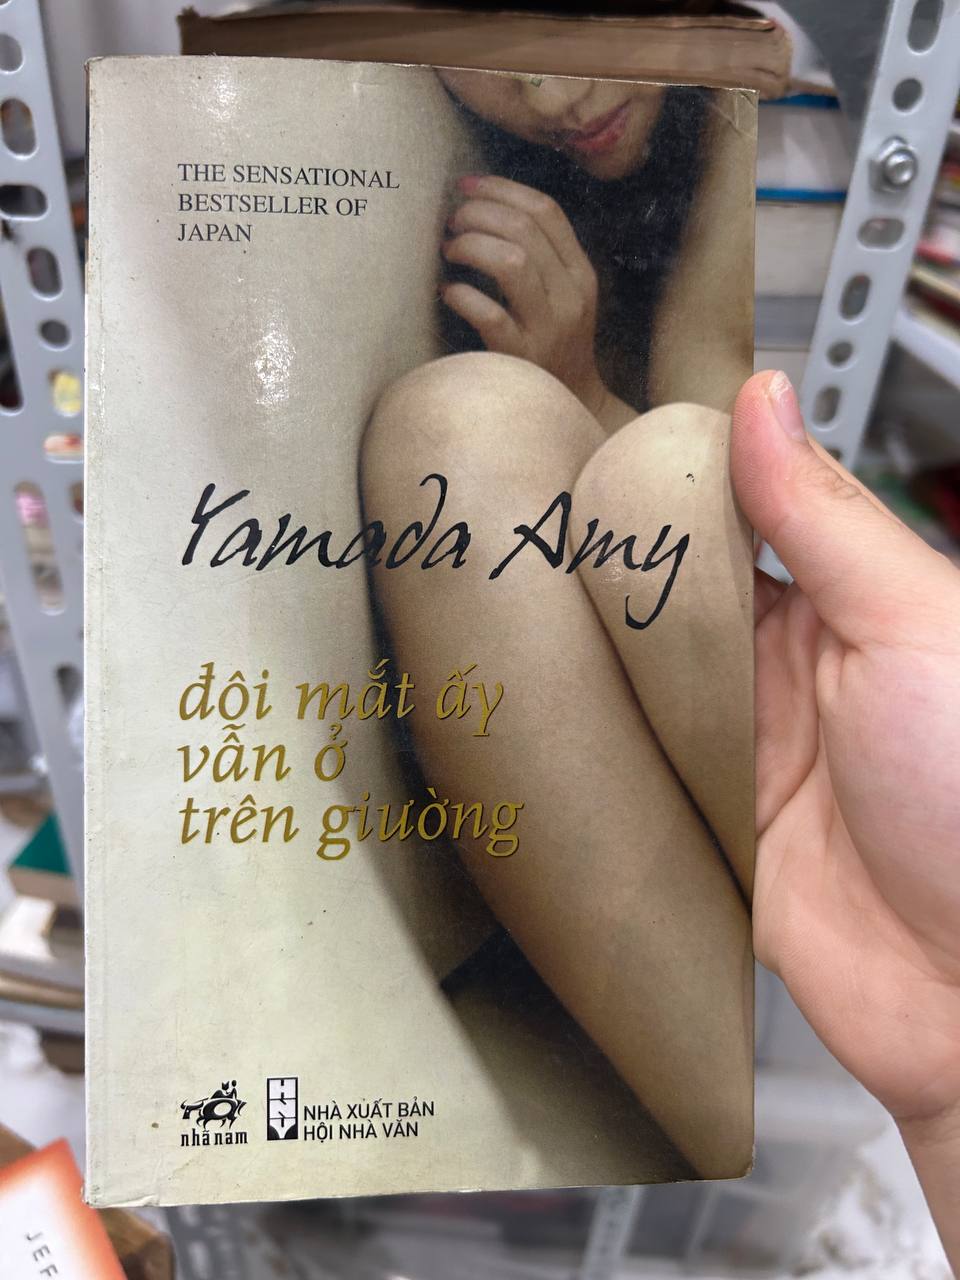 THE SENSATIONAL
BESTSELLER OF
JAPAN
Yamada Amy
đôi mắt ấy
vẫn ở
trên giường
nhã nam
NHÀ XUẤT BẢN
HỘI NHÀ VĂN
JEF